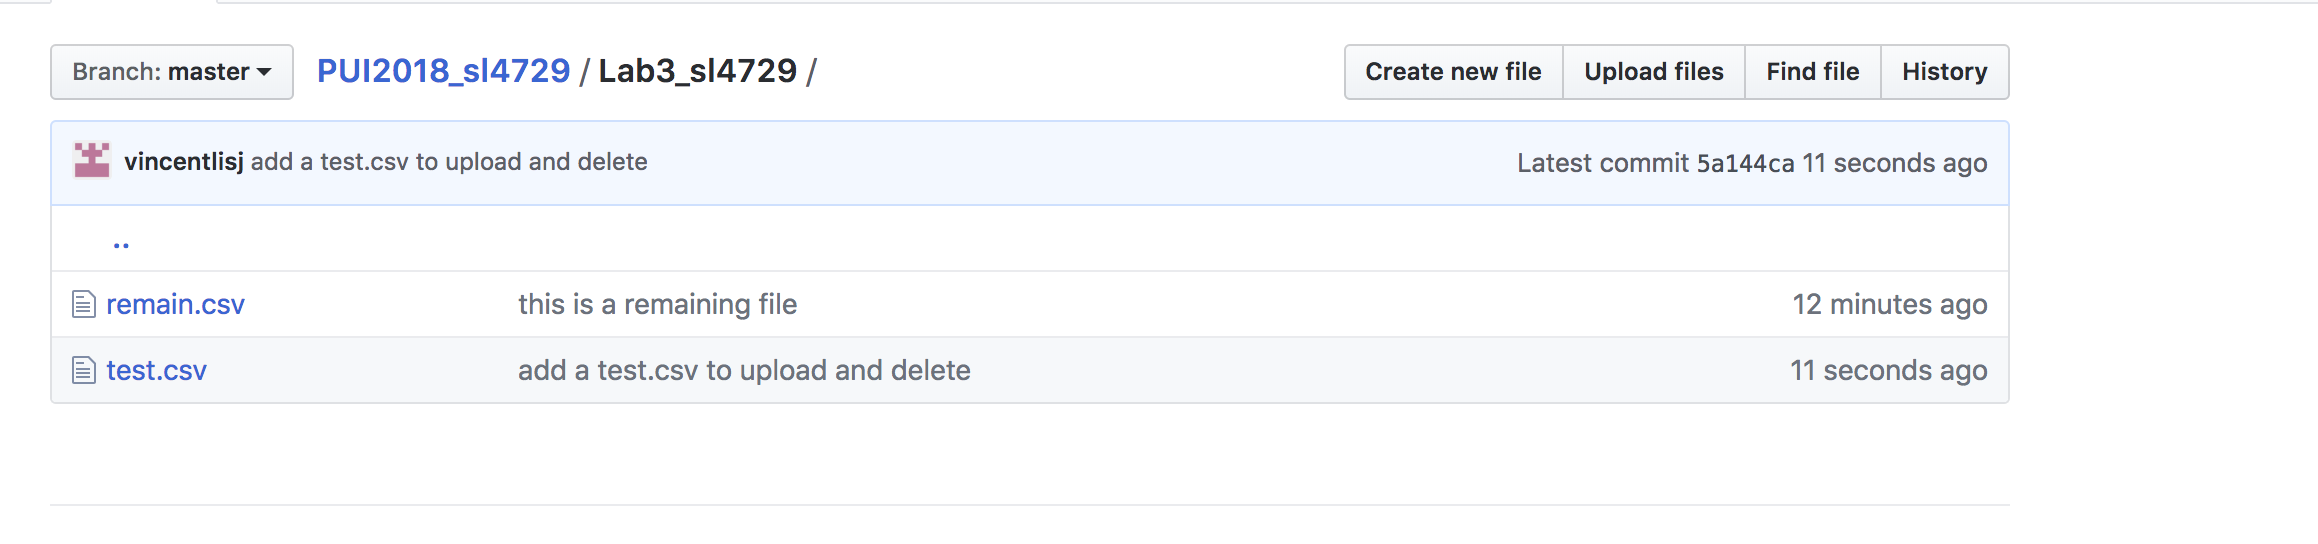 Branch: master PUI2018_sl4729 / Lab3_sl4729 / Create new file Upload files Find file History
vincentlisj add a test.csv to upload and delete Latest commit 5a144ca 11 seconds ago
..
remain.csv this is a remaining file 12 minutes ago
test.csv add a test.csv to upload and delete 11 seconds ago